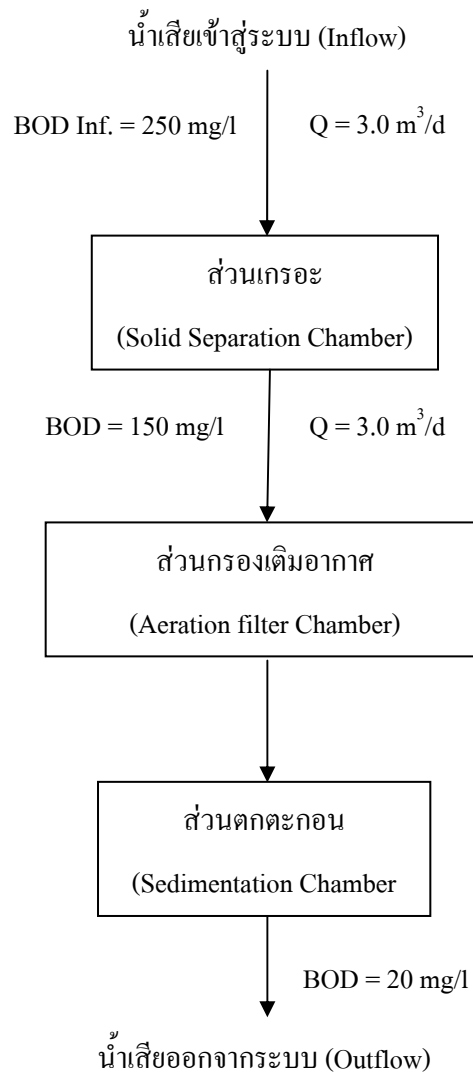 น้ำเสียเข้าสู่ระบบ (Inflow)
BOD Inf. = 250 mg/l Q = 3.0 m³/d
ส่วนเกรอะ
(Solid Separation Chamber)
BOD = 150 mg/l Q = 3.0 m³/d
ส่วนกรองเติมอากาศ
(Aeration filter Chamber)
ส่วนตกตะกอน
(Sedimentation Chamber
BOD = 20 mg/l
น้ำเสียออกจากระบบ (Outflow)